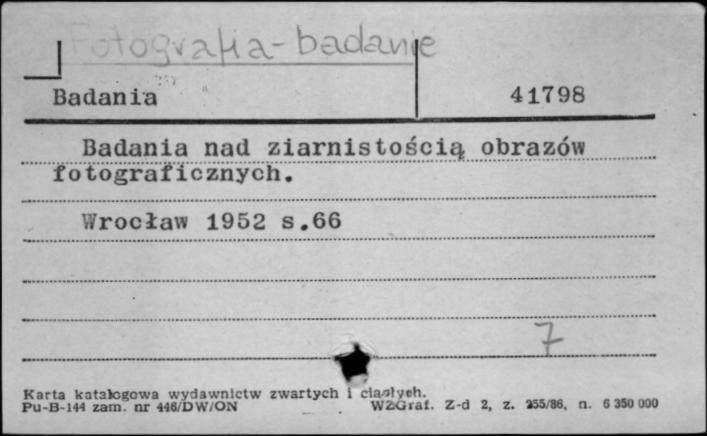 Fotografia - badanie
Badania 41798
Badania nad ziarnistością obrazów
fotograficznych.
Wrocław 1952 s.66
7
Karta katalogowa wydawnictw zwartych i ciągłych.
Pu-B-144 zam. nr 446/DW/ON WZGraf. Z-d 2, z. 255/86, n. 6 350 000